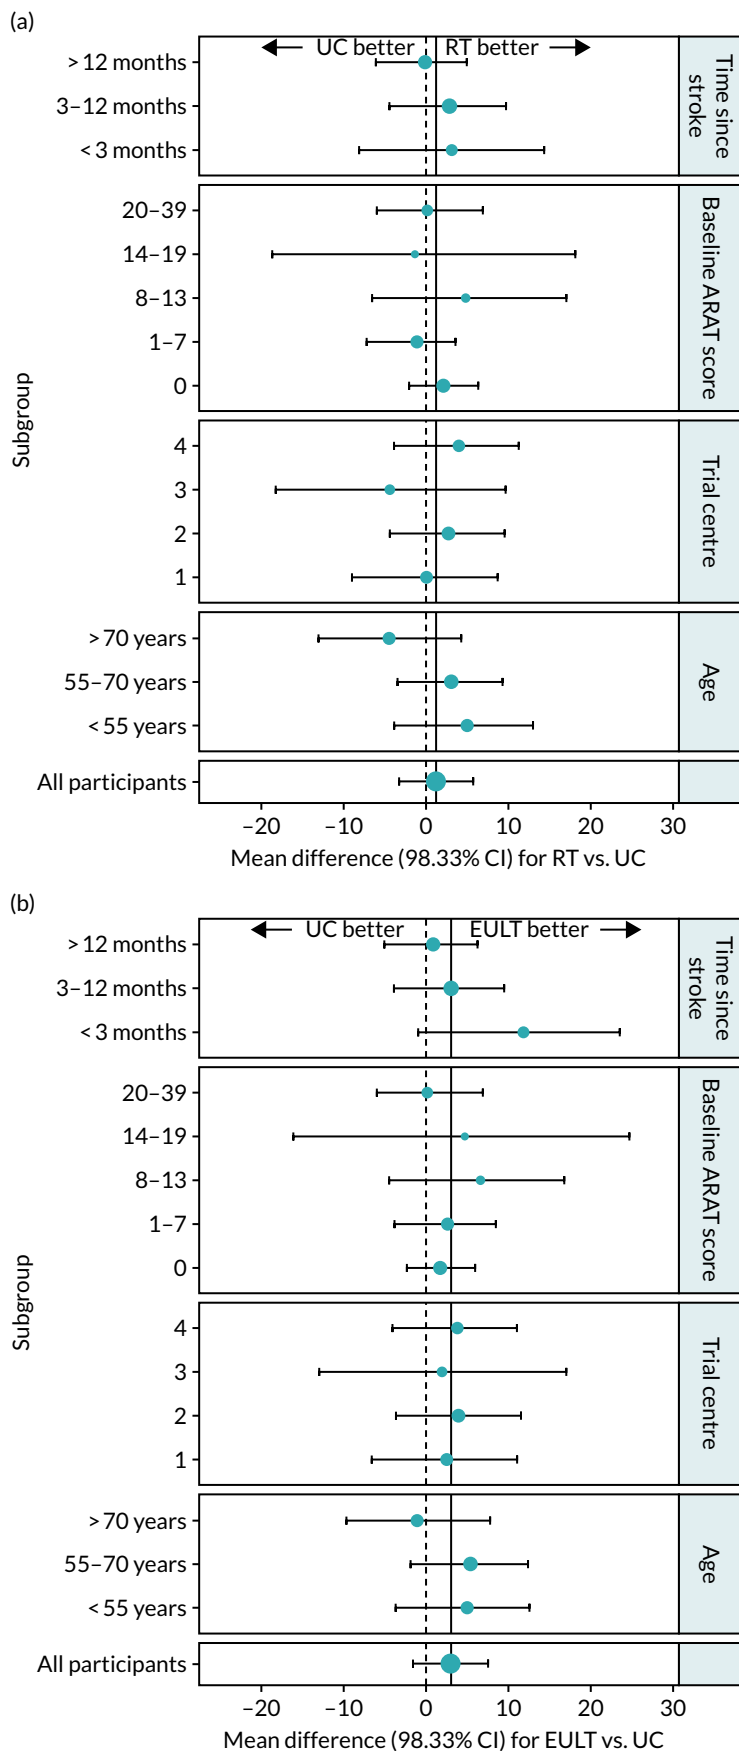 (a)
UC better
RT better
> 12 months
3–12 months
< 3 months
Time since
stroke
20–39
14–19
8–13
1–7
0
Baseline ARAT score
Subgroup
4
3
2
1
Trial centre
> 70 years
55–70 years
< 55 years
Age
All participants
–20 –10 0 10 20 30
Mean difference (98.33% CI) for RT vs. UC
(b)
UC better
EULT better
> 12 months
3–12 months
< 3 months
Time since
stroke
20–39
14–19
8–13
1–7
0
Baseline ARAT score
Subgroup
4
3
2
1
Trial centre
> 70 years
55–70 years
< 55 years
Age
All participants
–20 –10 0 10 20 30
Mean difference (98.33% CI) for EULT vs. UC